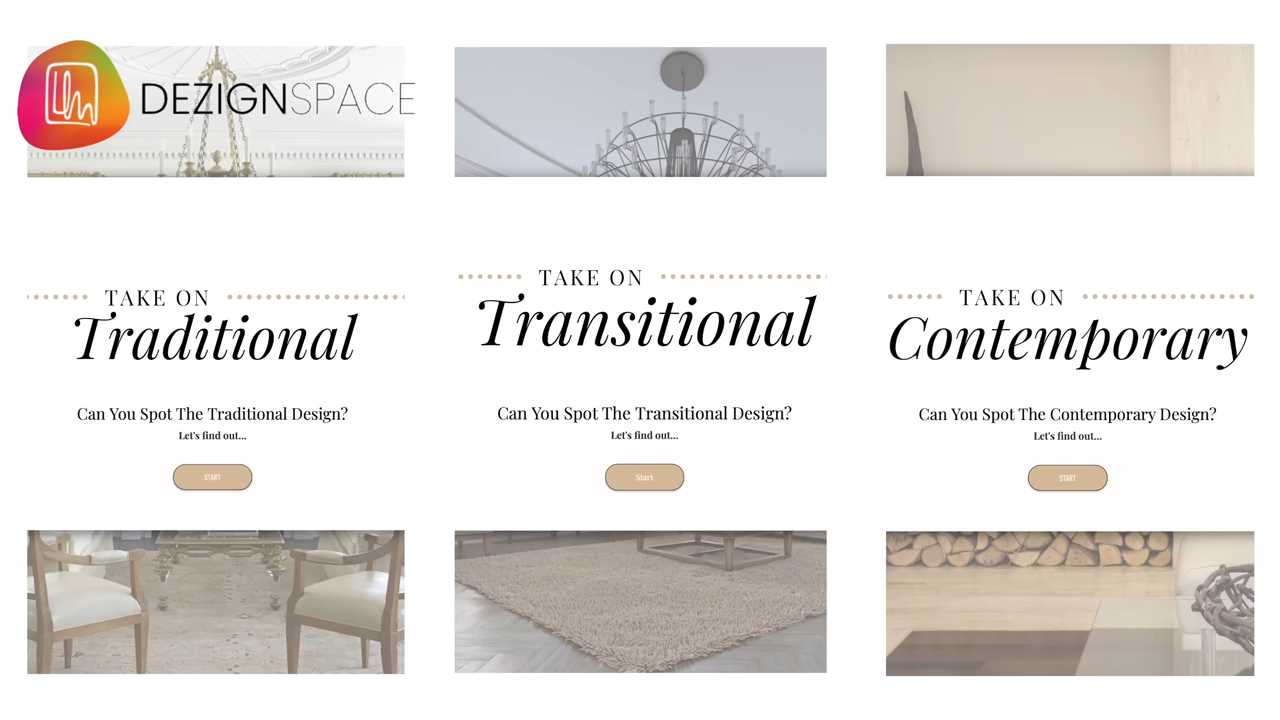 DEZIGNSPACE
TAKE ON
Traditional
Can You Spot The Traditional Design?
Let's find out...
START
TAKE ON
Transitional
Can You Spot The Transitional Design?
Let's find out...
Start
TAKE ON
Contemporary
Can You Spot The Contemporary Design?
Let's find out...
START